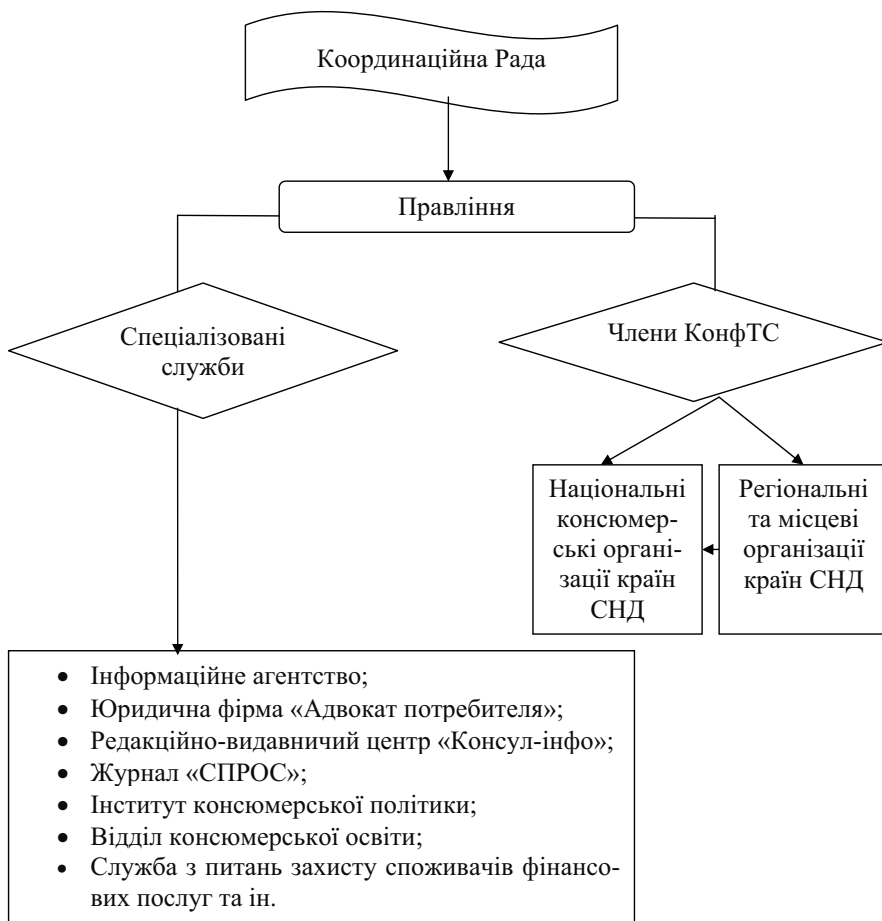 Координаційна Рада
Правління
Спеціалізовані
служби
Члени КонфТС
Національні
консюмер-
ські органі-
зації країн
СНД
Регіональні
та місцеві
організації
країн СНД
• Інформаційне агентство;
• Юридична фірма «Адвокат потребителя»;
• Редакційно-видавничий центр «Консул-інфо»;
• Журнал «СПРОС»;
• Інститут консюмерської політики;
• Відділ консюмерської освіти;
• Служба з питань захисту споживачів фінансо-
вих послуг та ін.